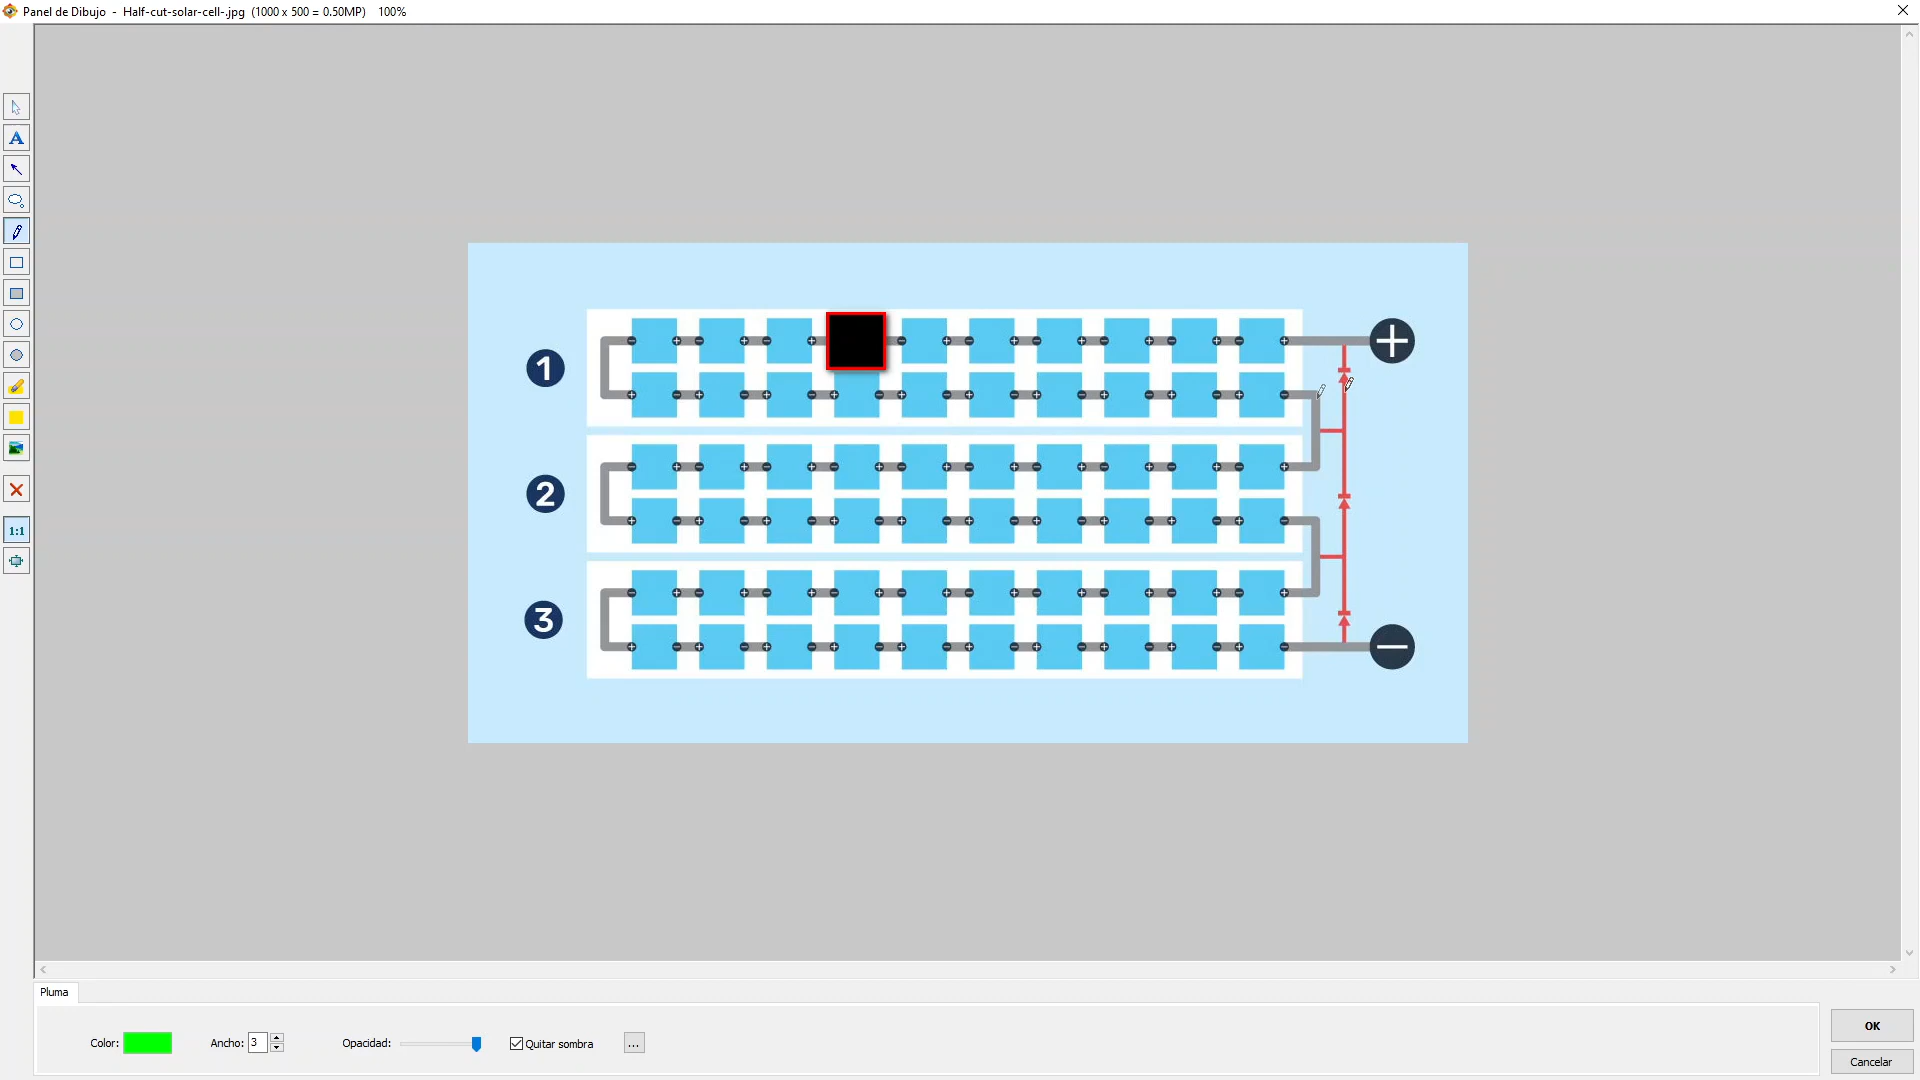 Panel de Dibujo - Half-cut-solar-cell-.jpg (1000 x 500 = 0.50MP) 100%
A
1
2
3
1:1
Pluma
Color:
Ancho: 3
Opacidad:
Quitar sombra
...
OK
Cancelar